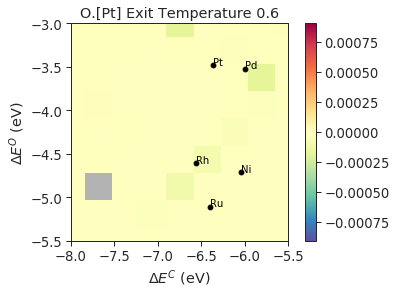 O.[Pt] Exit Temperature 0.6
−3.0
−3.5
−4.0
−4.5
−5.0
−5.5
ΔE^O (eV)
−8.0 −7.5 −7.0 −6.5 −6.0 −5.5
ΔE^C (eV)
Pt
Pd
Rh
Ni
Ru
0.00075
0.00050
0.00025
0.00000
−0.00025
−0.00050
−0.00075